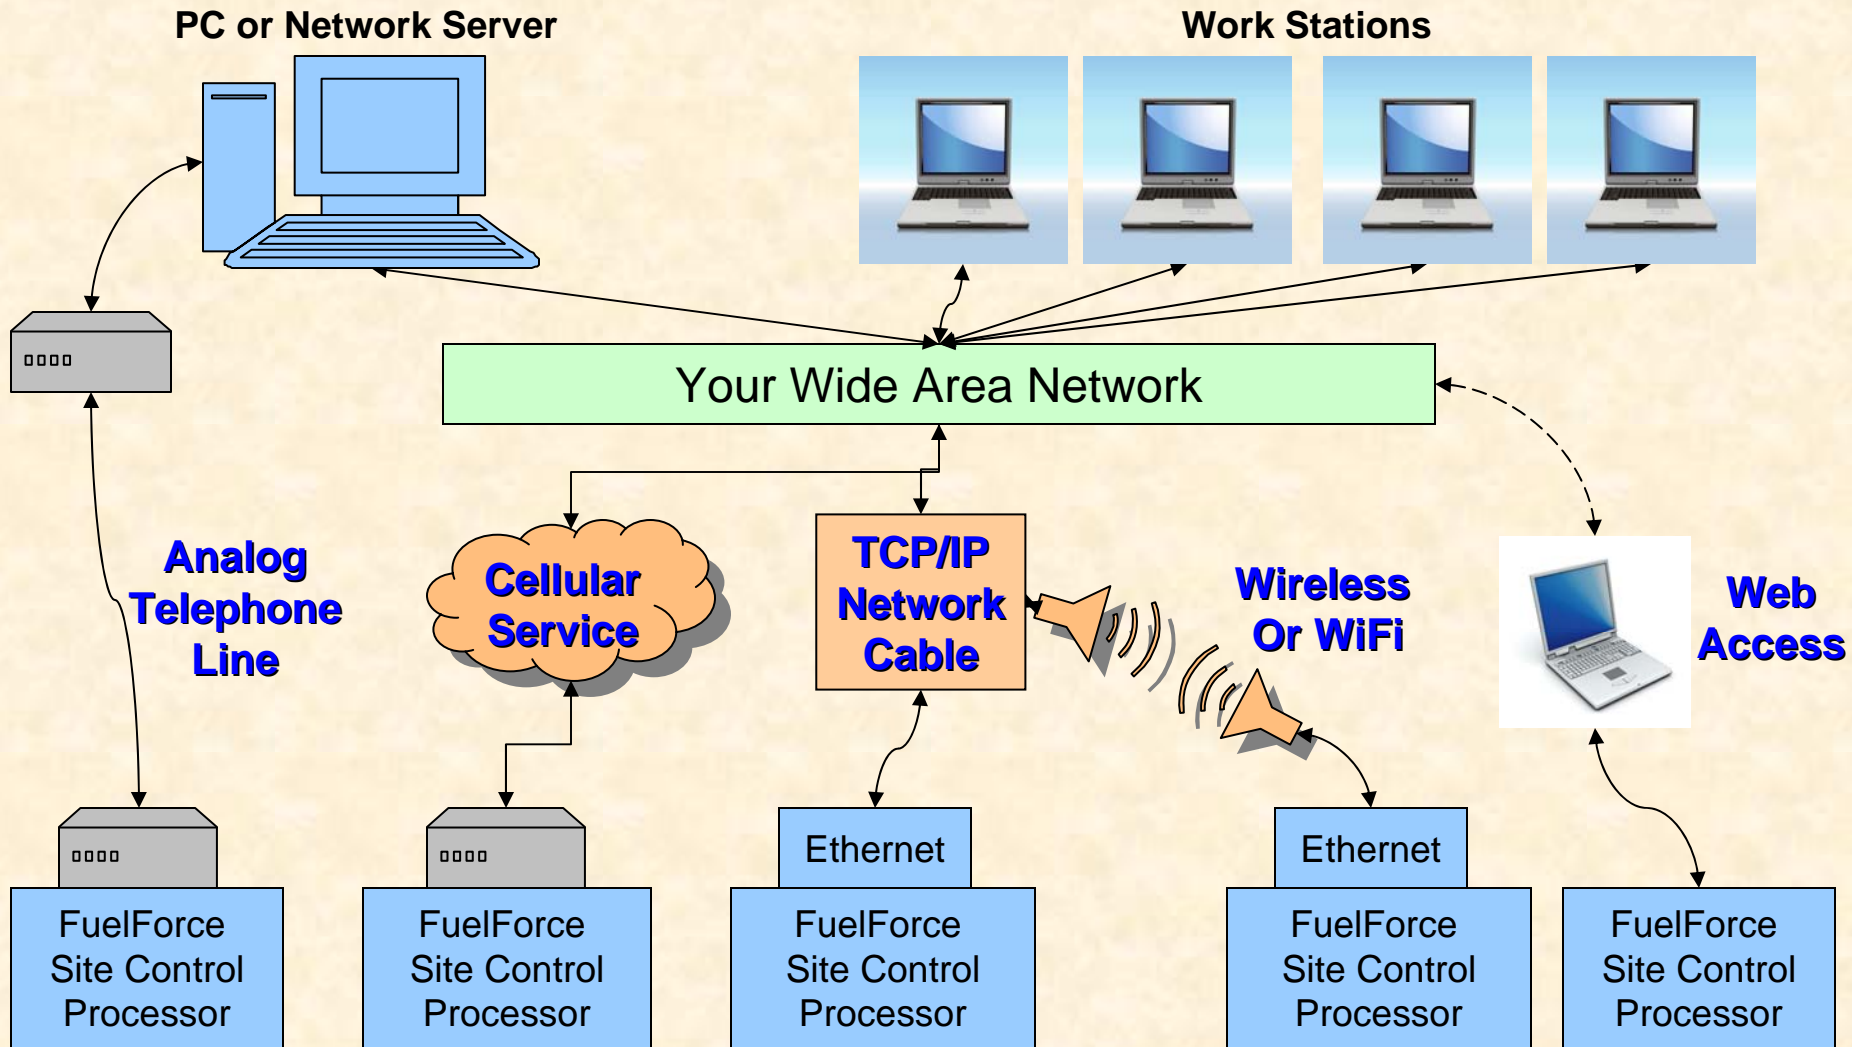 PC or Network Server
Work Stations
Your Wide Area Network
Analog
Telephone
Line
Cellular
Service
TCP/IP
Network
Cable
Wireless
Or WiFi
Web
Access
Ethernet
Ethernet
FuelForce
Site Control
Processor
FuelForce
Site Control
Processor
FuelForce
Site Control
Processor
FuelForce
Site Control
Processor
FuelForce
Site Control
Processor